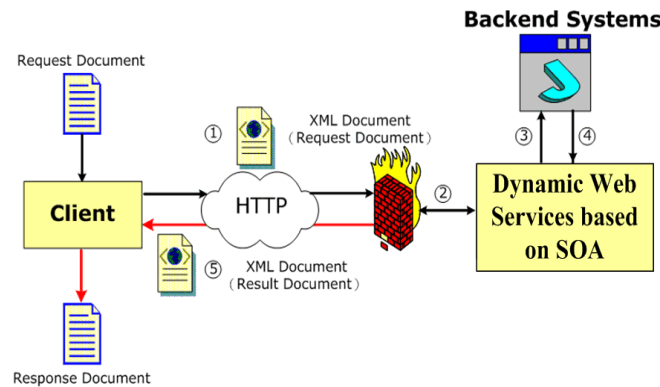 Backend Systems
Request Document
①
XML Document
(Request Document)
③
④
Client
HTTP
②
Dynamic Web
Services based
on SOA
⑤
XML Document
(Result Document)
Response Document